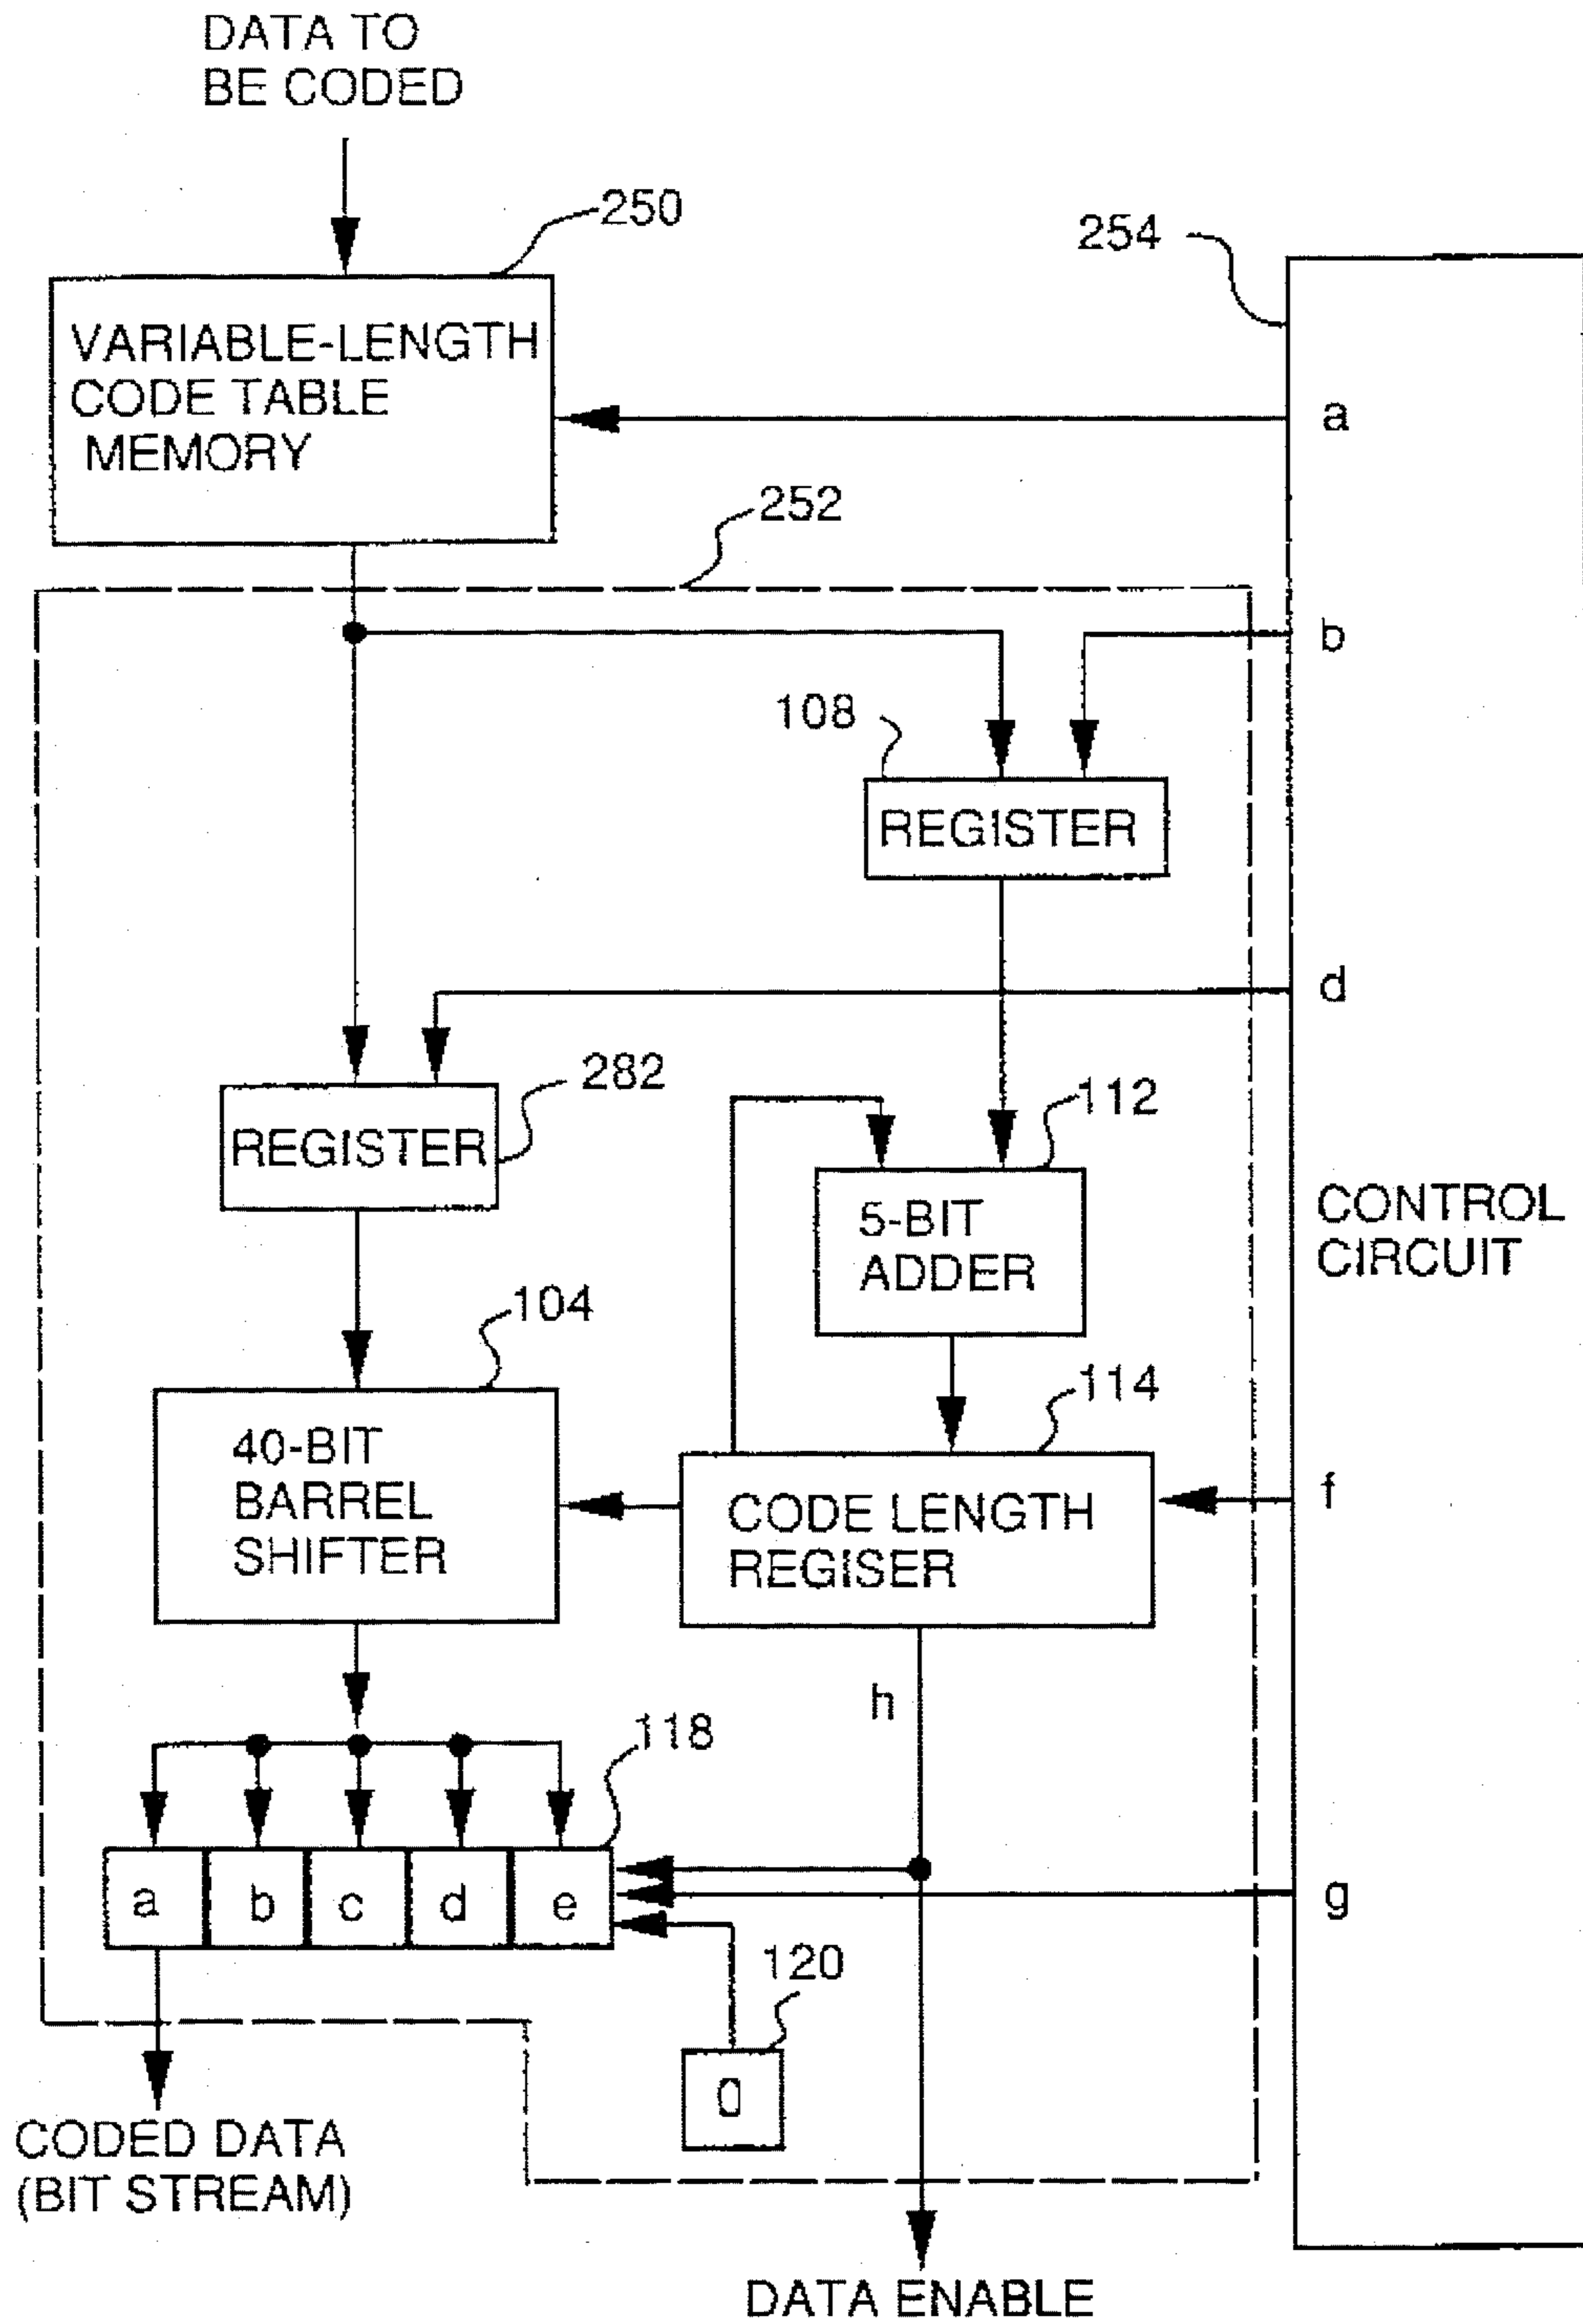 DATA TO
BE CODED
250
254
VARIABLE-LENGTH
CODE TABLE
MEMORY
a
252
b
108
REGISTER
d
282
REGISTER
112
5-BIT
ADDER
CONTROL
CIRCUIT
104
114
40-BIT
BARREL
SHIFTER
CODE LENGTH
REGISER
f
h
118
a b c d e
g
120
0
CODED DATA
(BIT STREAM)
DATA ENABLE